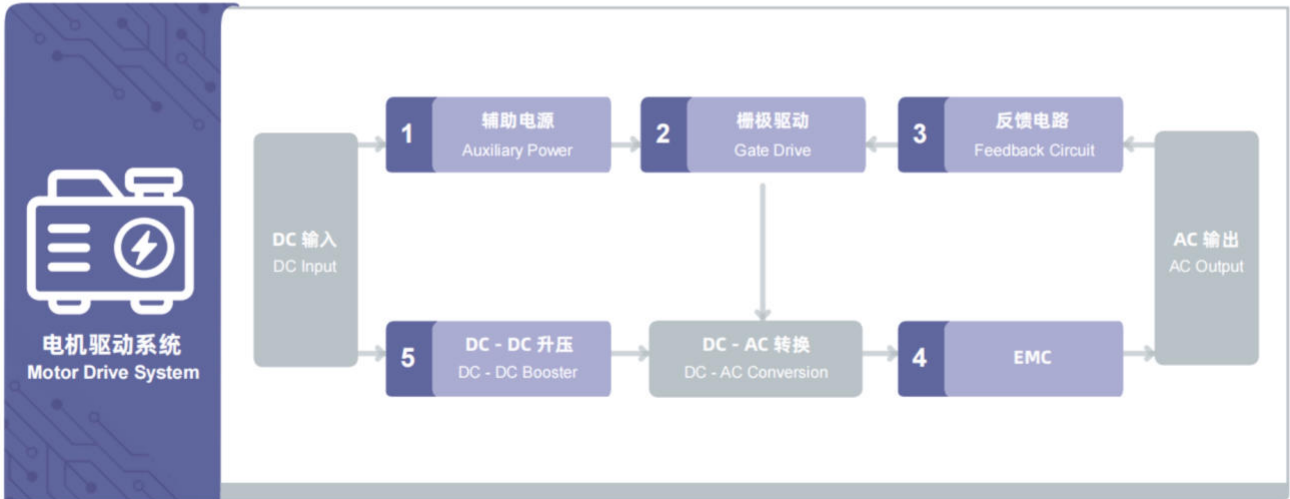 电机驱动系统
Motor Drive System
DC 输入
DC Input
1
辅助电源
Auxiliary Power
2
栅极驱动
Gate Drive
3
反馈电路
Feedback Circuit
AC 输出
AC Output
5
DC - DC 升压
DC - DC Booster
DC - AC 转换
DC - AC Conversion
4
EMC